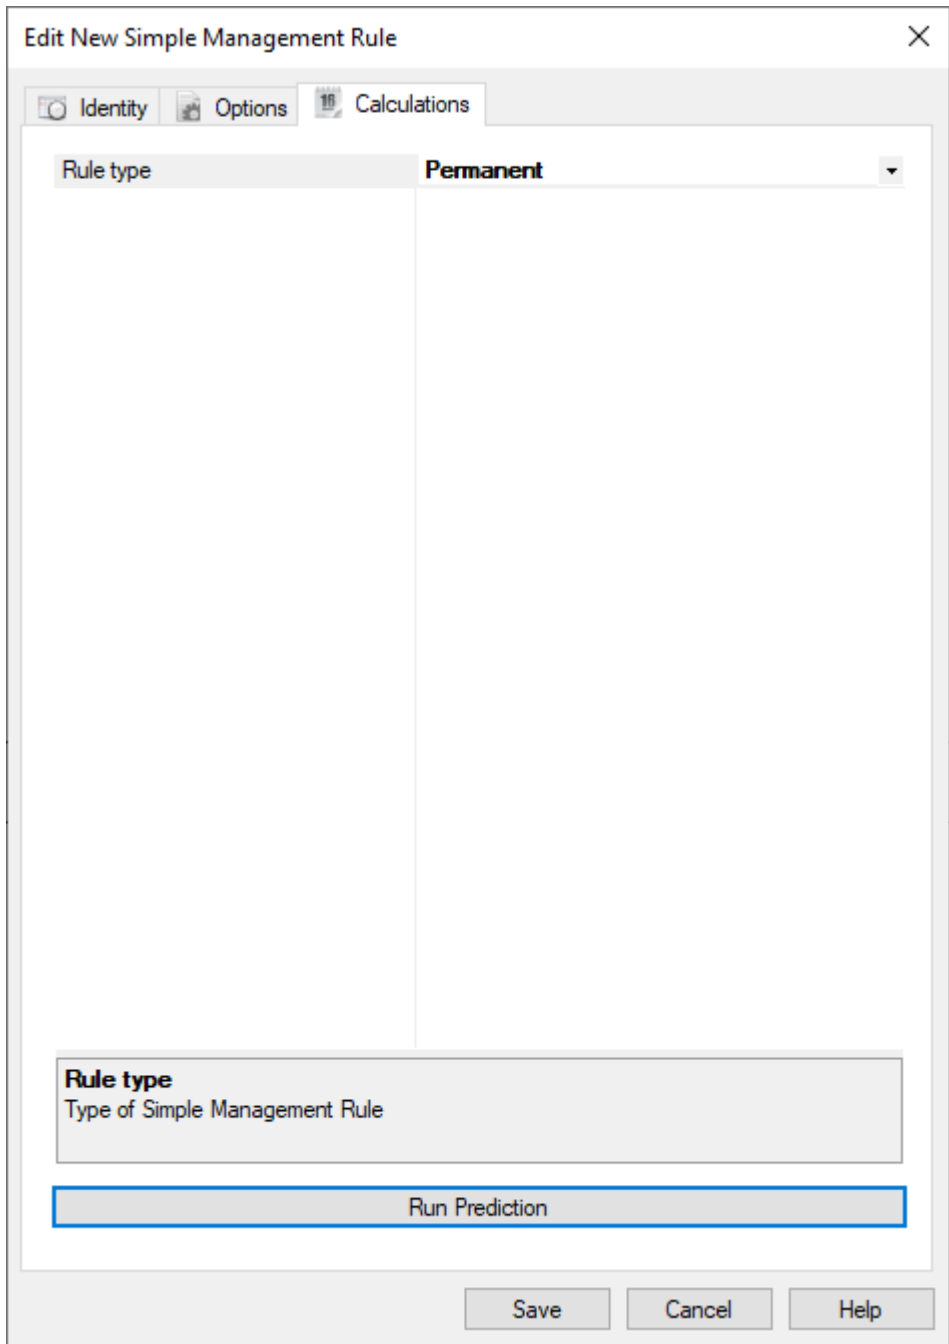 Edit New Simple Management Rule
Identity Options 16 Calculations
Rule type Permanent
Rule type
Type of Simple Management Rule
Run Prediction
Save Cancel Help